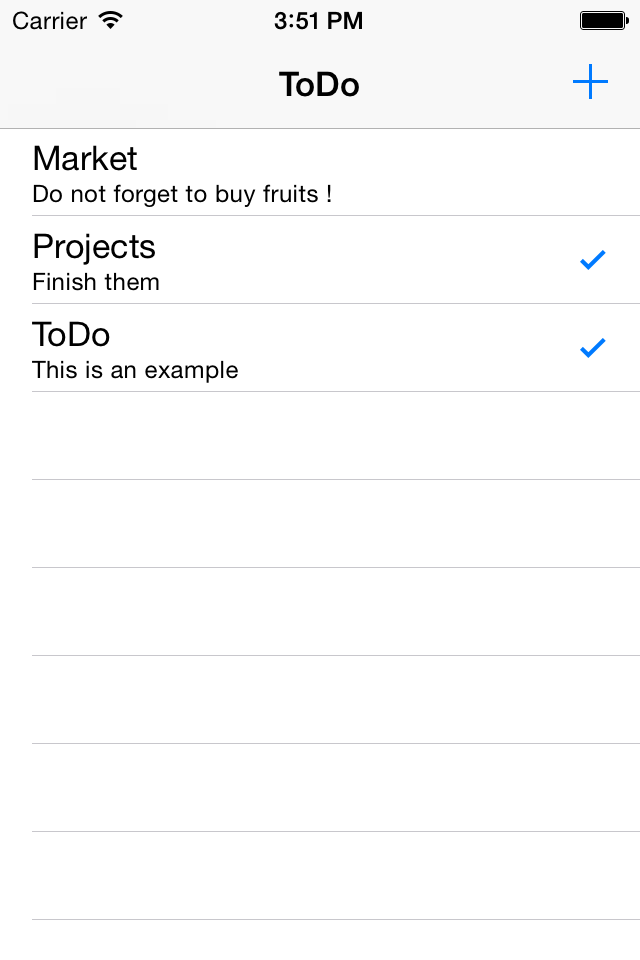 Carrier 3:51 PM
ToDo
Market
Do not forget to buy fruits !
Projects
Finish them
ToDo
This is an example